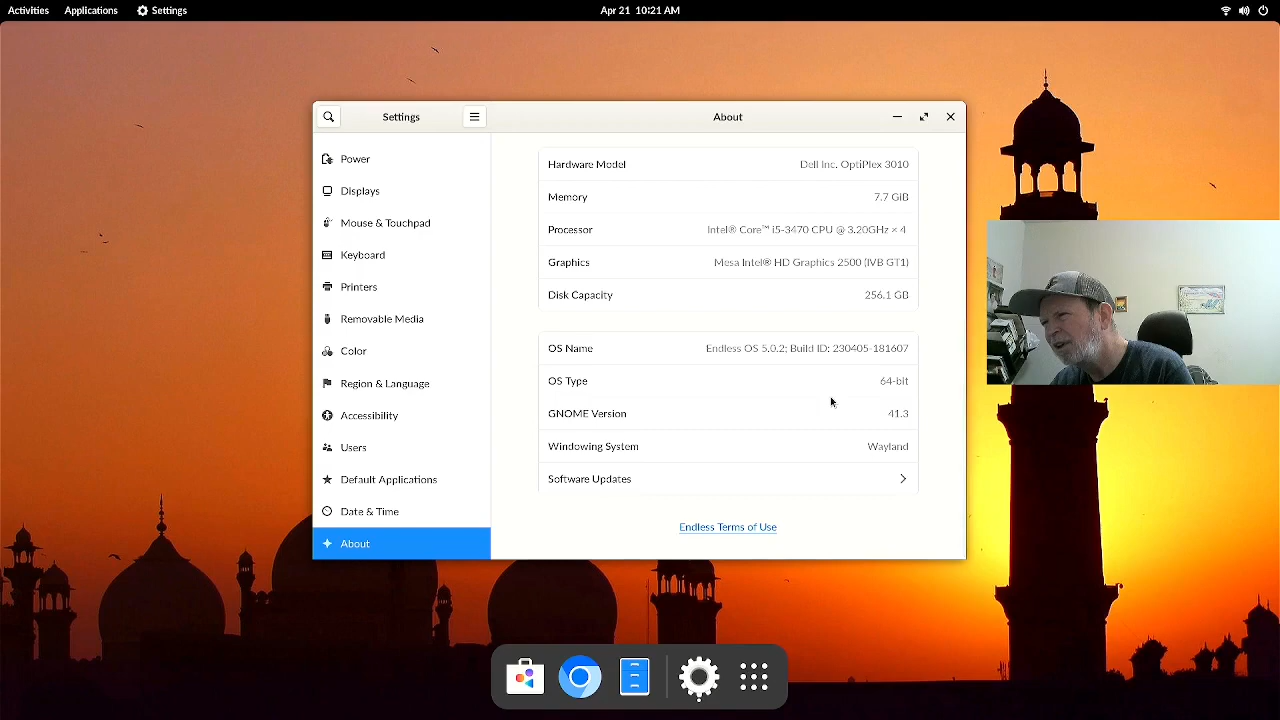 Activities Applications Settings Apr 21 10:21 AM
Settings About
Power
Displays
Mouse & Touchpad
Keyboard
Printers
Removable Media
Color
Region & Language
Accessibility
Users
Default Applications
Date & Time
About
Hardware Model Dell Inc. OptiPlex 3010
Memory 7.7 GiB
Processor Intel® Core™ i5-3470 CPU @ 3.20GHz × 4
Graphics Mesa Intel® HD Graphics 2500 (IVB GT1)
Disk Capacity 256.1 GB
OS Name Endless OS 5.0.2; Build ID: 230405-181607
OS Type 64-bit
GNOME Version 41.3
Windowing System Wayland
Software Updates
Endless Terms of Use